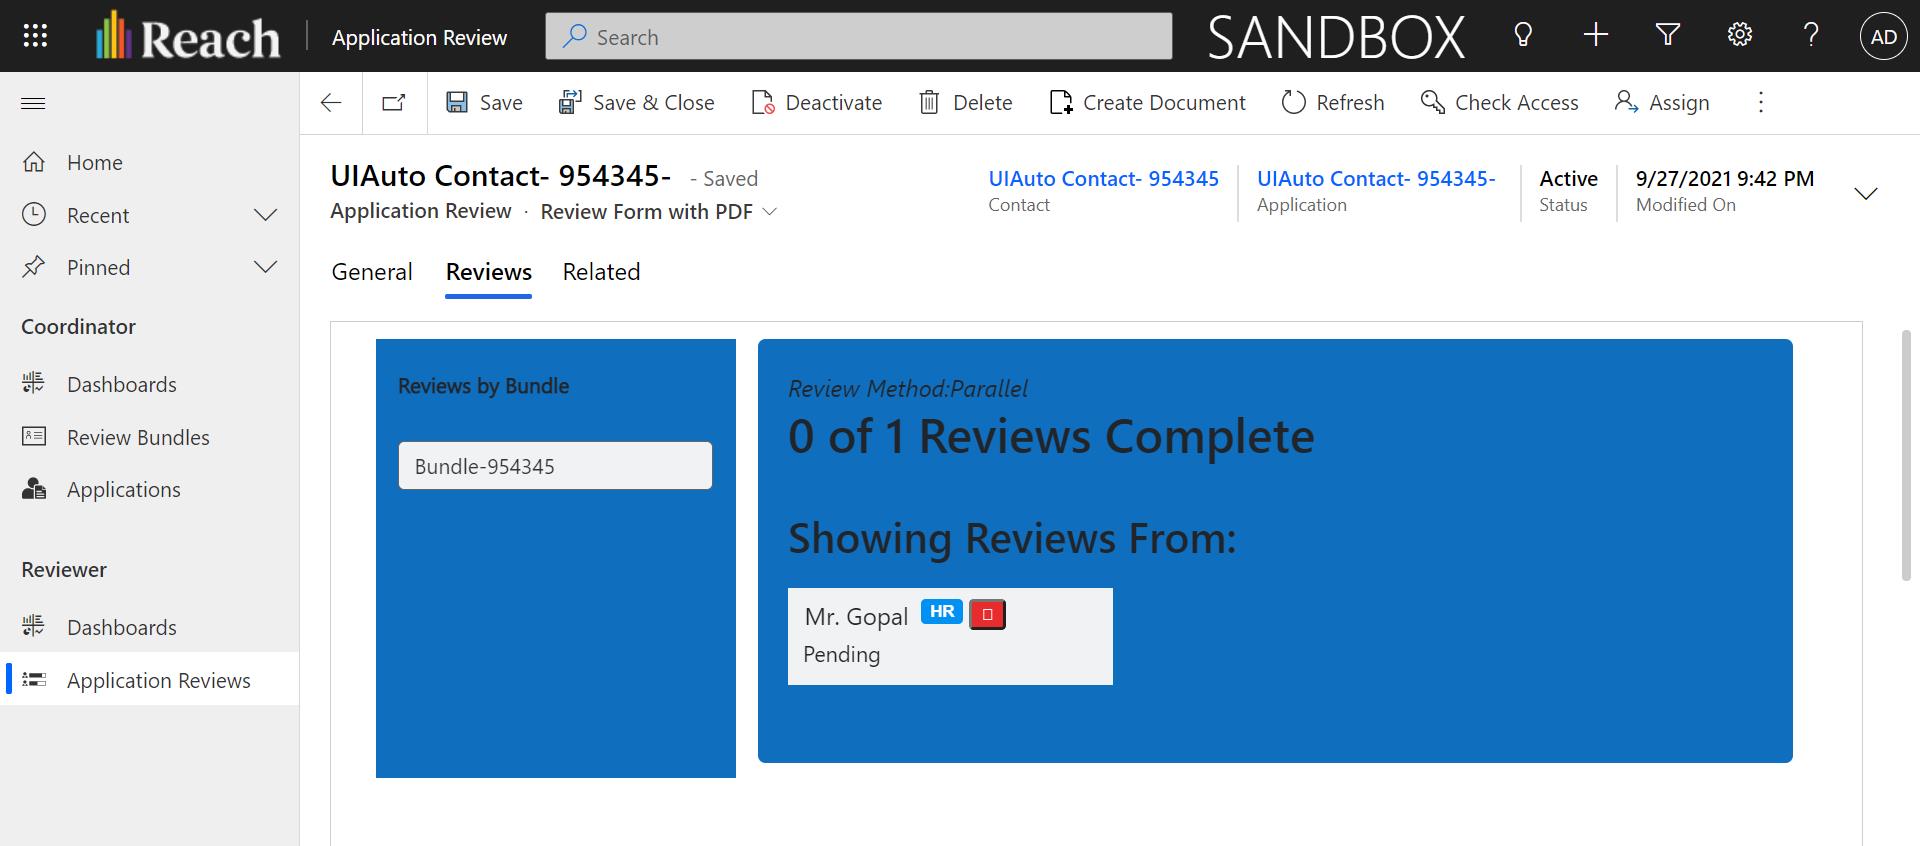 Reach
Application Review
Search
SANDBOX
AD
Save
Save & Close
Deactivate
Delete
Create Document
Refresh
Check Access
Assign
Home
Recent
Pinned
Coordinator
Dashboards
Review Bundles
Applications
Reviewer
Dashboards
Application Reviews
UIAuto Contact- 954345- - Saved
Application Review · Review Form with PDF
UIAuto Contact- 954345
Contact
UIAuto Contact- 954345-
Application
Active
Status
9/27/2021 9:42 PM
Modified On
General
Reviews
Related
Reviews by Bundle
Bundle-954345
Review Method:Parallel
0 of 1 Reviews Complete
Showing Reviews From:
Mr. Gopal HR
Pending